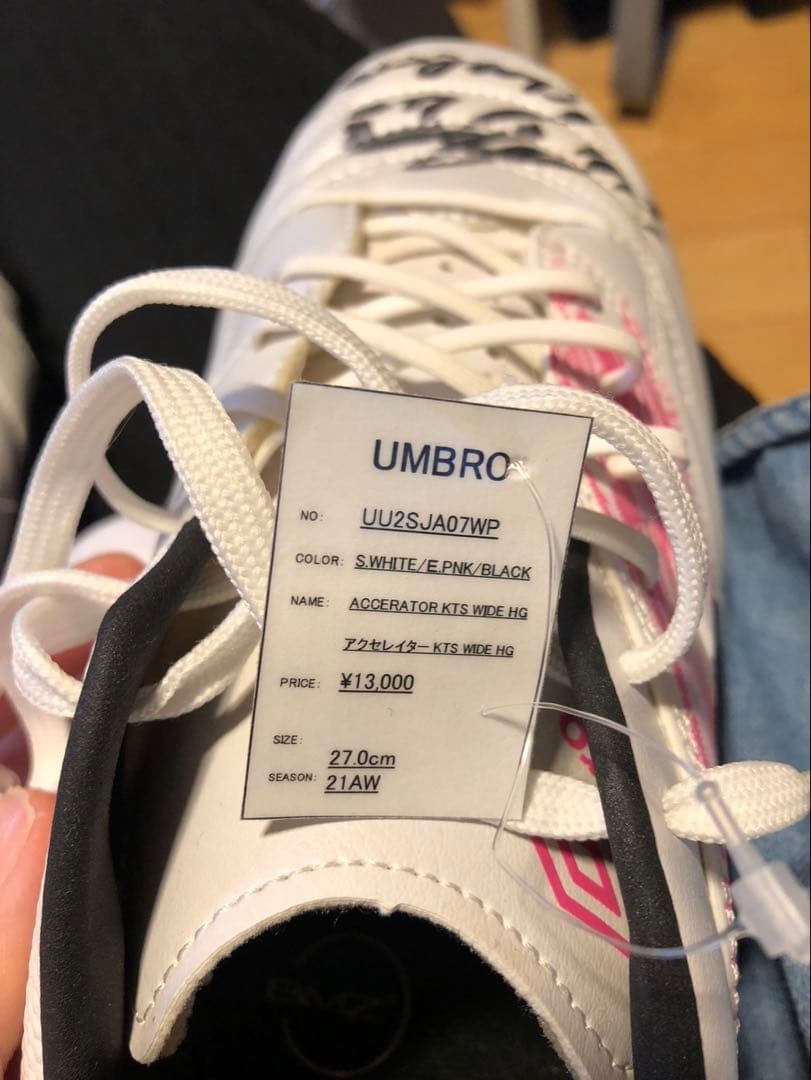 UMBRO
NO: UU2SJA07WP
COLOR: S.WHITE/E.PNK/BLACK
NAME: ACCERATOR KTS WIDE HG
アクセレイター KTS WIDE HG
PRICE: ¥13,000
SIZE: 27.0cm
SEASON: 21AW